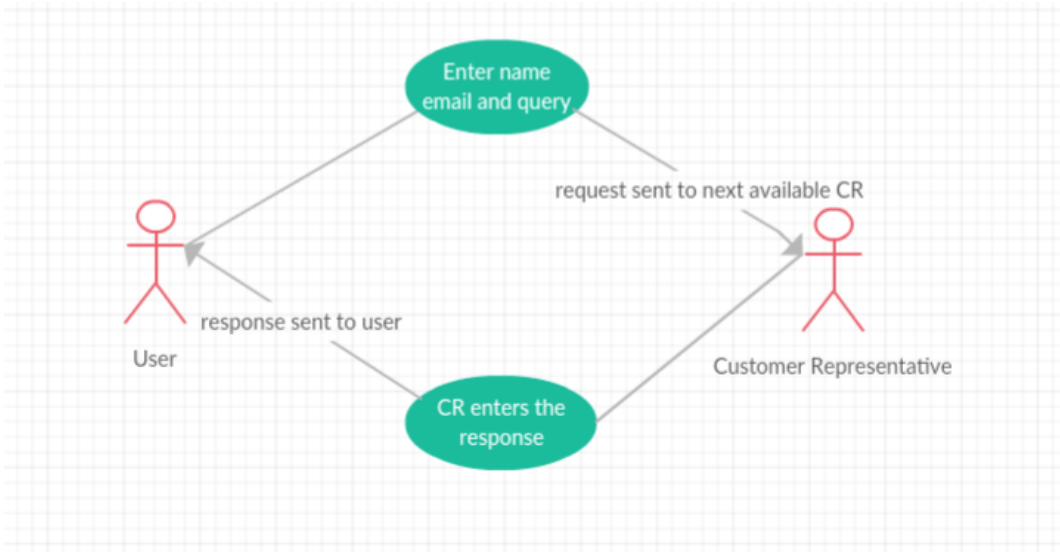 Enter name
email and query
request sent to next available CR
response sent to user
User
Customer Representative
CR enters the
response